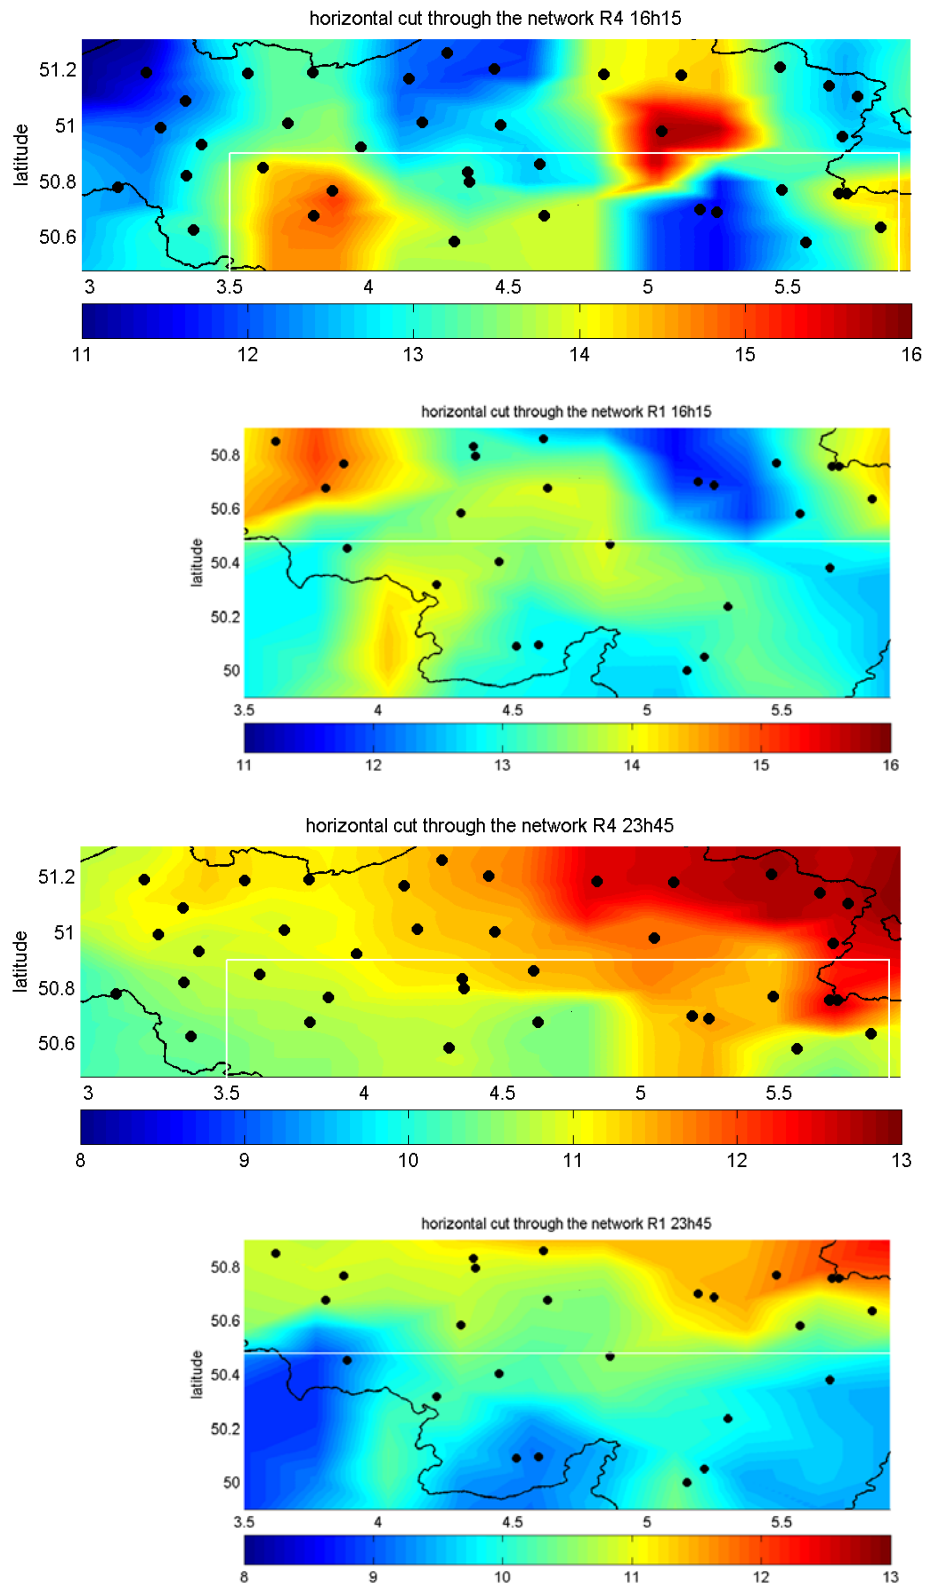 horizontal cut through the network R4 16h15
latitude
51.2
51
50.8
50.6
3 3.5 4 4.5 5 5.5
11 12 13 14 15 16
horizontal cut through the network R1 16h15
latitude
50.8
50.6
50.4
50.2
50
3.5 4 4.5 5 5.5
11 12 13 14 15 16
horizontal cut through the network R4 23h45
latitude
51.2
51
50.8
50.6
3 3.5 4 4.5 5 5.5
8 9 10 11 12 13
horizontal cut through the network R1 23h45
latitude
50.8
50.6
50.4
50.2
50
3.5 4 4.5 5 5.5
8 9 10 11 12 13